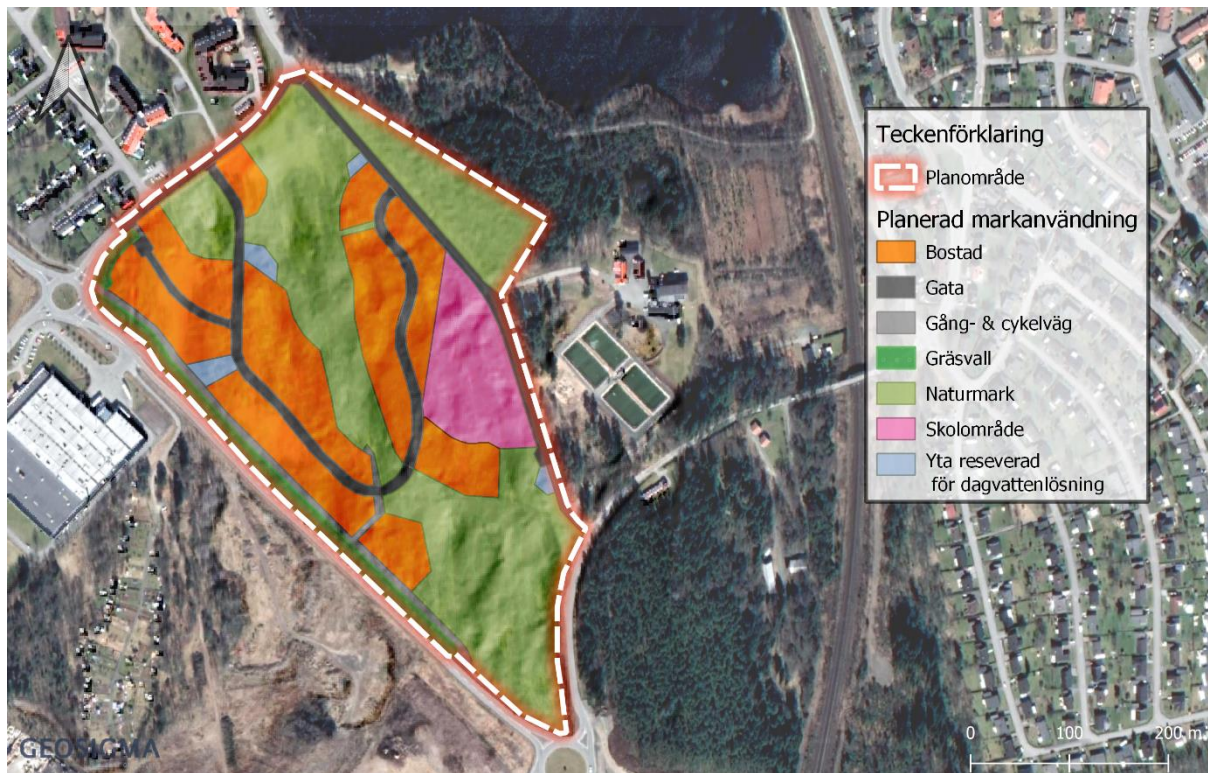 Teckenförklaring
Planområde
Planerad markanvändning
Bostad
Gata
Gång- & cykelväg
Gräsvall
Naturmark
Skolområde
Yta reseverad
för dagvattenlösning
GEOSIGMA
0 100 200 m